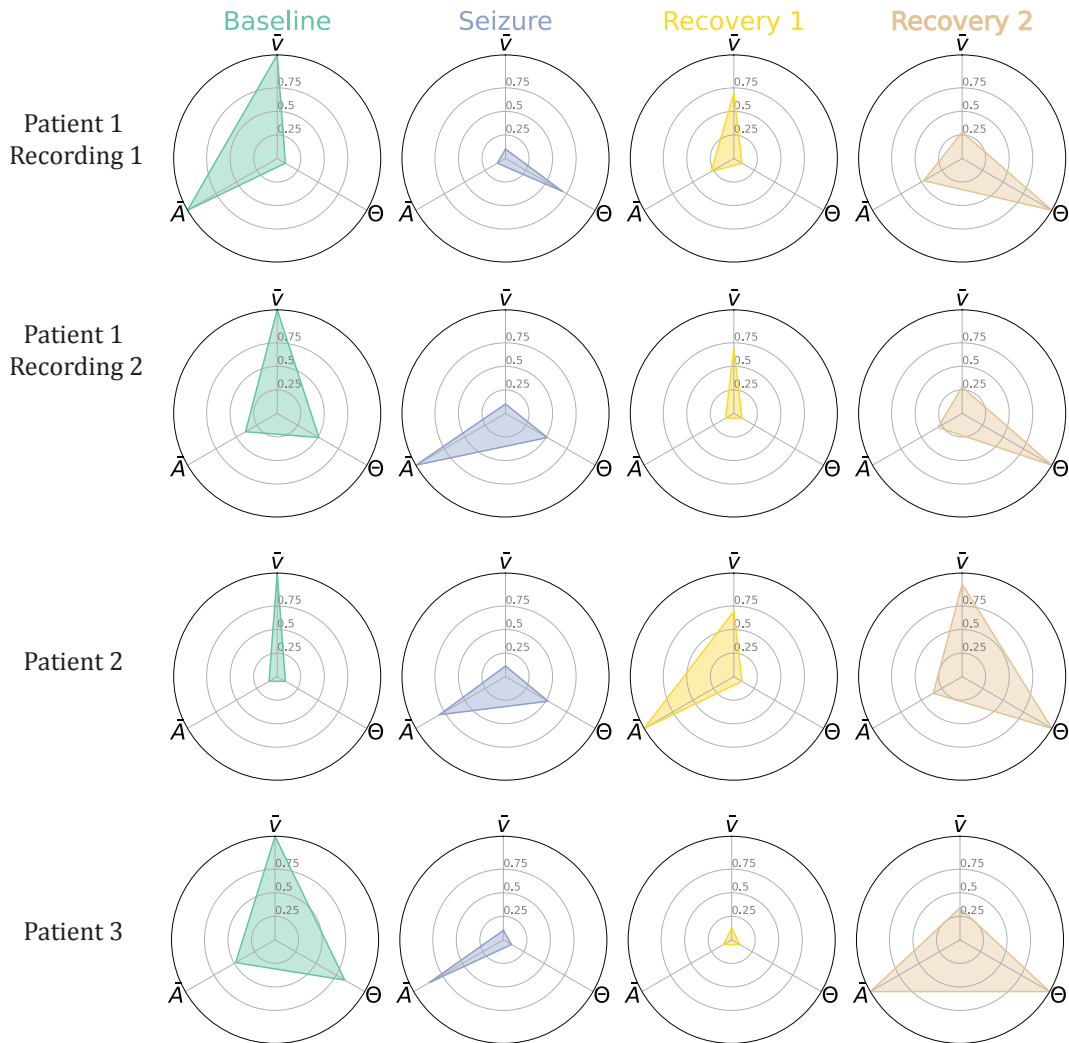 Baseline Seizure Recovery 1 Recovery 2
Patient 1
Recording 1
v̄ 0.75 0.5 0.25 Ā Θ
v̄ 0.75 0.5 0.25 Ā Θ
v̄ 0.75 0.5 0.25 Ā Θ
v̄ 0.75 0.5 0.25 Ā Θ
Patient 1
Recording 2
v̄ 0.75 0.5 0.25 Ā Θ
v̄ 0.75 0.5 0.25 Ā Θ
v̄ 0.75 0.5 0.25 Ā Θ
v̄ 0.75 0.5 0.25 Ā Θ
Patient 2
v̄ 0.75 0.5 0.25 Ā Θ
v̄ 0.75 0.5 0.25 Ā Θ
v̄ 0.75 0.5 0.25 Ā Θ
v̄ 0.75 0.5 0.25 Ā Θ
Patient 3
v̄ 0.75 0.5 0.25 Ā Θ
v̄ 0.75 0.5 0.25 Ā Θ
v̄ 0.75 0.5 0.25 Ā Θ
v̄ 0.75 0.5 0.25 Ā Θ